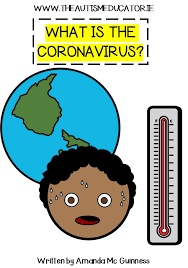 WWW.THEAUTISMEDUCATOR.IE
WHAT IS THE
CORONAVIRUS?
Written by Amanda Mc Guinness